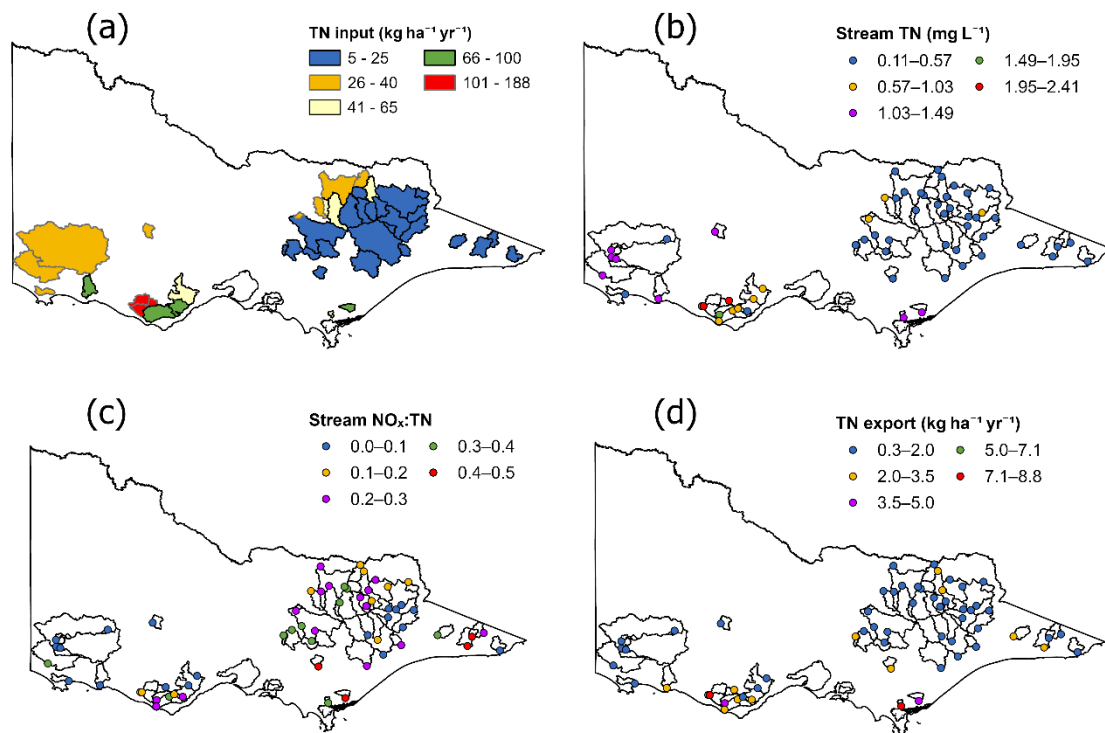 (a)
TN input (kg ha⁻¹ yr⁻¹)
5 - 25
66 - 100
26 - 40
101 - 188
41 - 65
(b)
Stream TN (mg L⁻¹)
0.11–0.57
1.49–1.95
0.57–1.03
1.95–2.41
1.03–1.49
(c)
Stream NOₓ:TN
0.0–0.1
0.3–0.4
0.1–0.2
0.4–0.5
0.2–0.3
(d)
TN export (kg ha⁻¹ yr⁻¹)
0.3–2.0
5.0–7.1
2.0–3.5
7.1–8.8
3.5–5.0